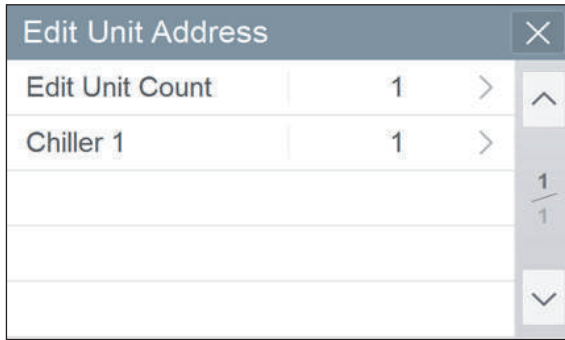 Edit Unit Address
Edit Unit Count 1
Chiller 1 1
1
1